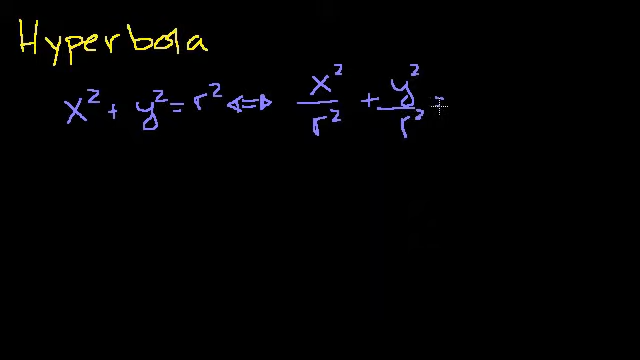 Hyperbola
x² + y² = r² ⇔ x²/r² + y²/r² =